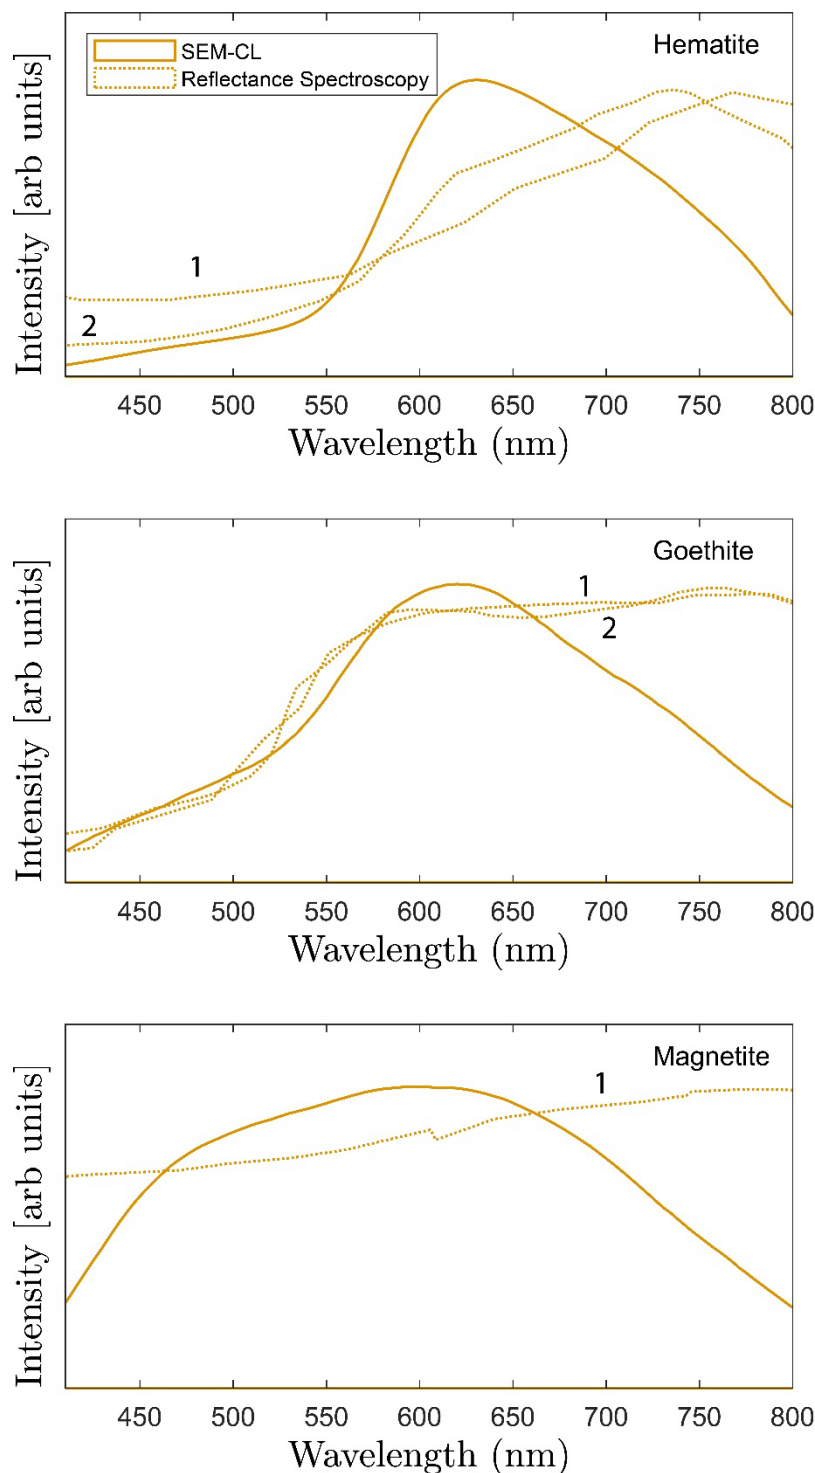 Hematite
SEM-CL
Reflectance Spectroscopy
1
2
Intensity [arb units]
450 500 550 600 650 700 750 800
Wavelength (nm)
Goethite
1
2
Intensity [arb units]
450 500 550 600 650 700 750 800
Wavelength (nm)
Magnetite
1
Intensity [arb units]
450 500 550 600 650 700 750 800
Wavelength (nm)